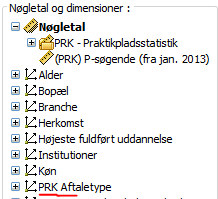 Nøgletal og dimensioner :
Nøgletal
PRK - Praktikpladsstatistik
(PRK) P-søgende (fra jan. 2013)
Alder
Bopæl
Branche
Herkomst
Højeste fuldført uddannelse
Institutioner
Køn
PRK Aftaletype